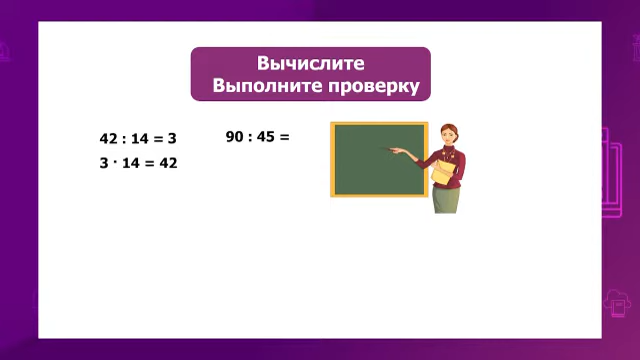 Вычислите
Выполните проверку
42 : 14 = 3
3 · 14 = 42
90 : 45 =